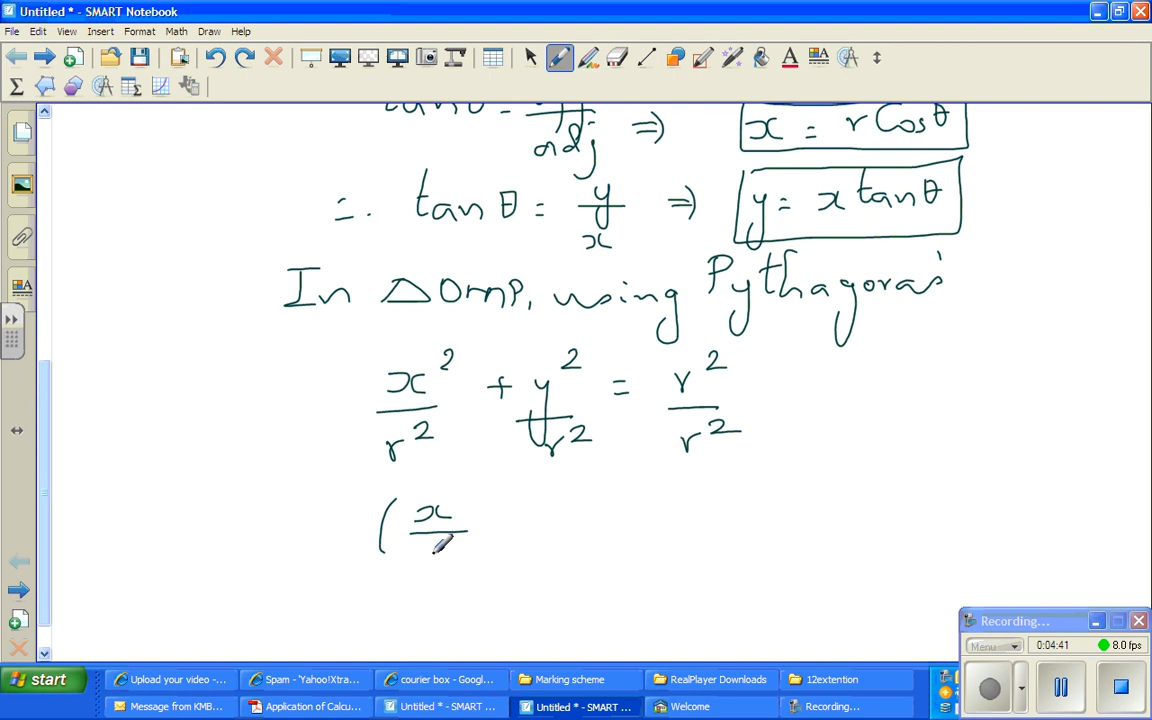 Untitled * - SMART Notebook
File Edit View Insert Format Math Draw Help
tan θ = /adj ⇒ x = r Cos θ
∴ tan θ = y/x ⇒ y = x tan θ
In △OMP, using Pythagoras'
x²/r² + y²/r² = r²/r²
( x/
Recording...
Menu 0:04:41 8.0 fps
start Upload your video -... Spam - 'Yahoo!Xtra... courier box - Googl... Marking scheme RealPlayer Downloads 12extention
Message from KMB... Application of Calcu... Untitled * - SMART ... Untitled * - SMART ... Welcome Recording...